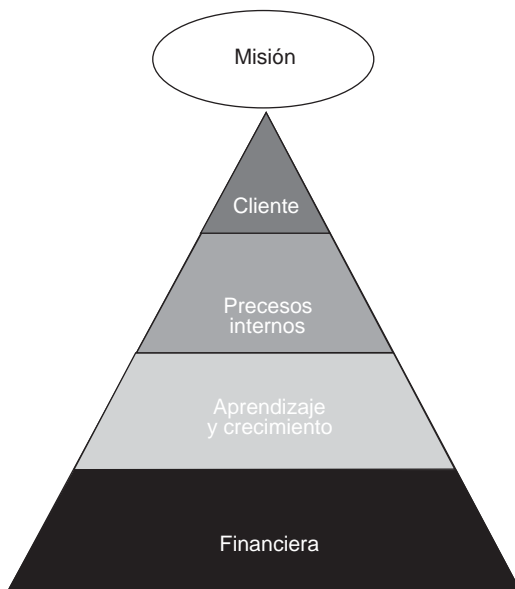 Misión
Cliente
Precesos
internos
Aprendizaje
y crecimiento
Financiera